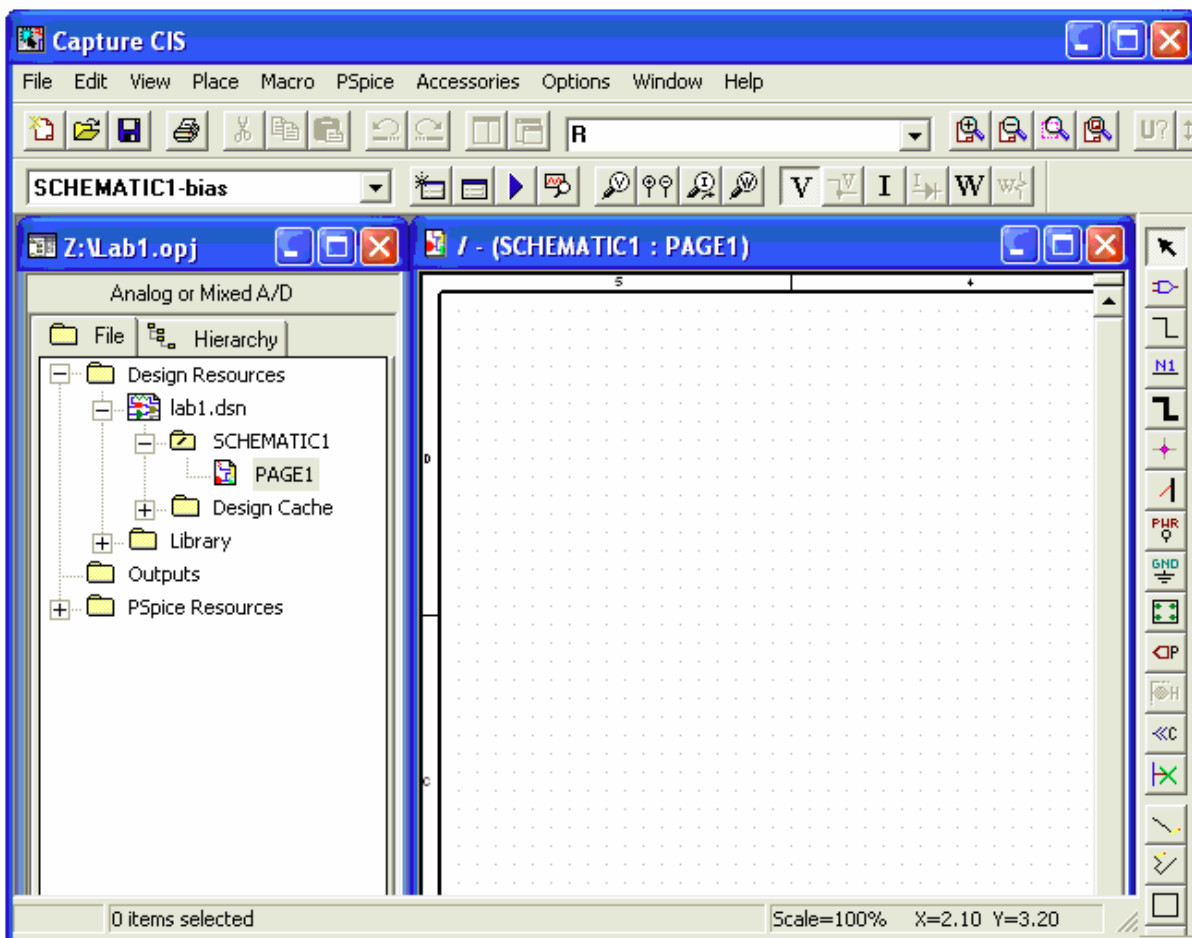 Capture CIS
File Edit View Place Macro PSpice Accessories Options Window Help
R
U?
SCHEMATIC1-bias
V V I I W W
Z:\Lab1.opj
/ - (SCHEMATIC1 : PAGE1)
Analog or Mixed A/D
File Hierarchy
Design Resources
lab1.dsn
SCHEMATIC1
PAGE1
Design Cache
Library
Outputs
PSpice Resources
5 4
D
C
N1
PWR
GND
P
H
C
0 items selected
Scale=100% X=2.10 Y=3.20